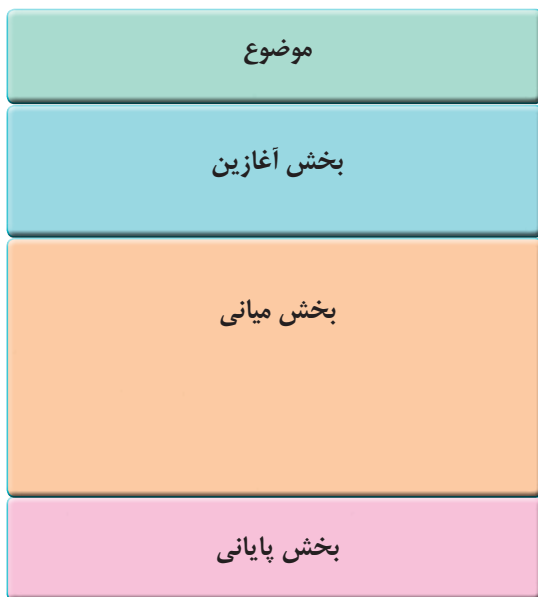 موضوع
بخش آغازین
بخش میانی
بخش پایانی